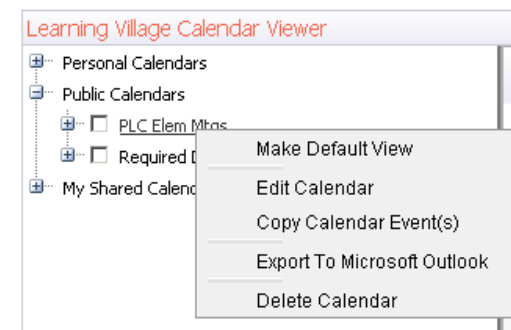 Learning Village Calendar Viewer
Personal Calendars
Public Calendars
PLC Elem Mtgs
Required
My Shared
Make Default View
Edit Calendar
Copy Calendar Event(s)
Export To Microsoft Outlook
Delete Calendar